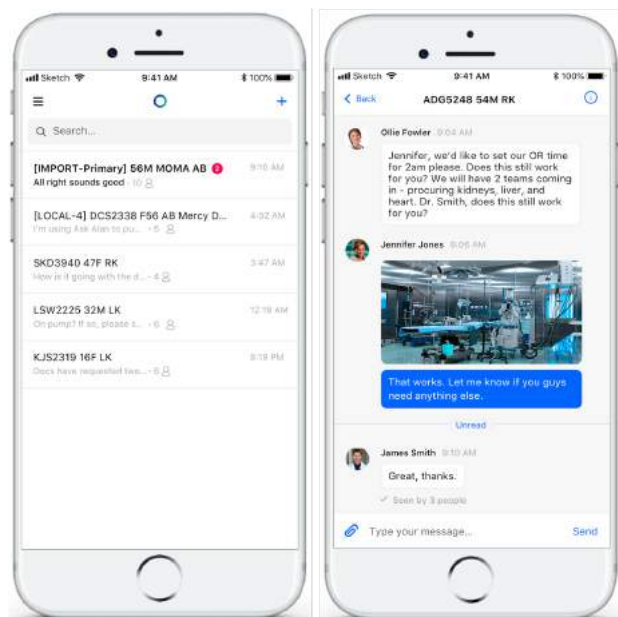 Sketch 9:41 AM 100%
Search...
[IMPORT-Primary] 56M MOMA AB 2 9:10 AM
All right sounds good · 10
[LOCAL-4] DCS2338 F56 AB Mercy D... 4:02 AM
I'm using Ask Alan to pu... · 6
SKD3940 47F RK 3:47 AM
How is it going with the d... · 4
LSW2225 32M LK 12:19 AM
On pump? If so, please s... · 6
KJS2319 16F LK 8:19 PM
Docs have requested two... · 6
Sketch 9:41 AM 100%
Back ADG5248 54M RK
Ollie Fowler 9:04 AM
Jennifer, we'd like to set our OR time
for 2am please. Does this still work
for you? We will have 2 teams coming
in - procuring kidneys, liver, and
heart. Dr. Smith, does this still work
for you?
Jennifer Jones 9:06 AM
That works. Let me know if you guys
need anything else.
Unread
James Smith 9:10 AM
Great, thanks.
Seen by 3 people
Type your message... Send